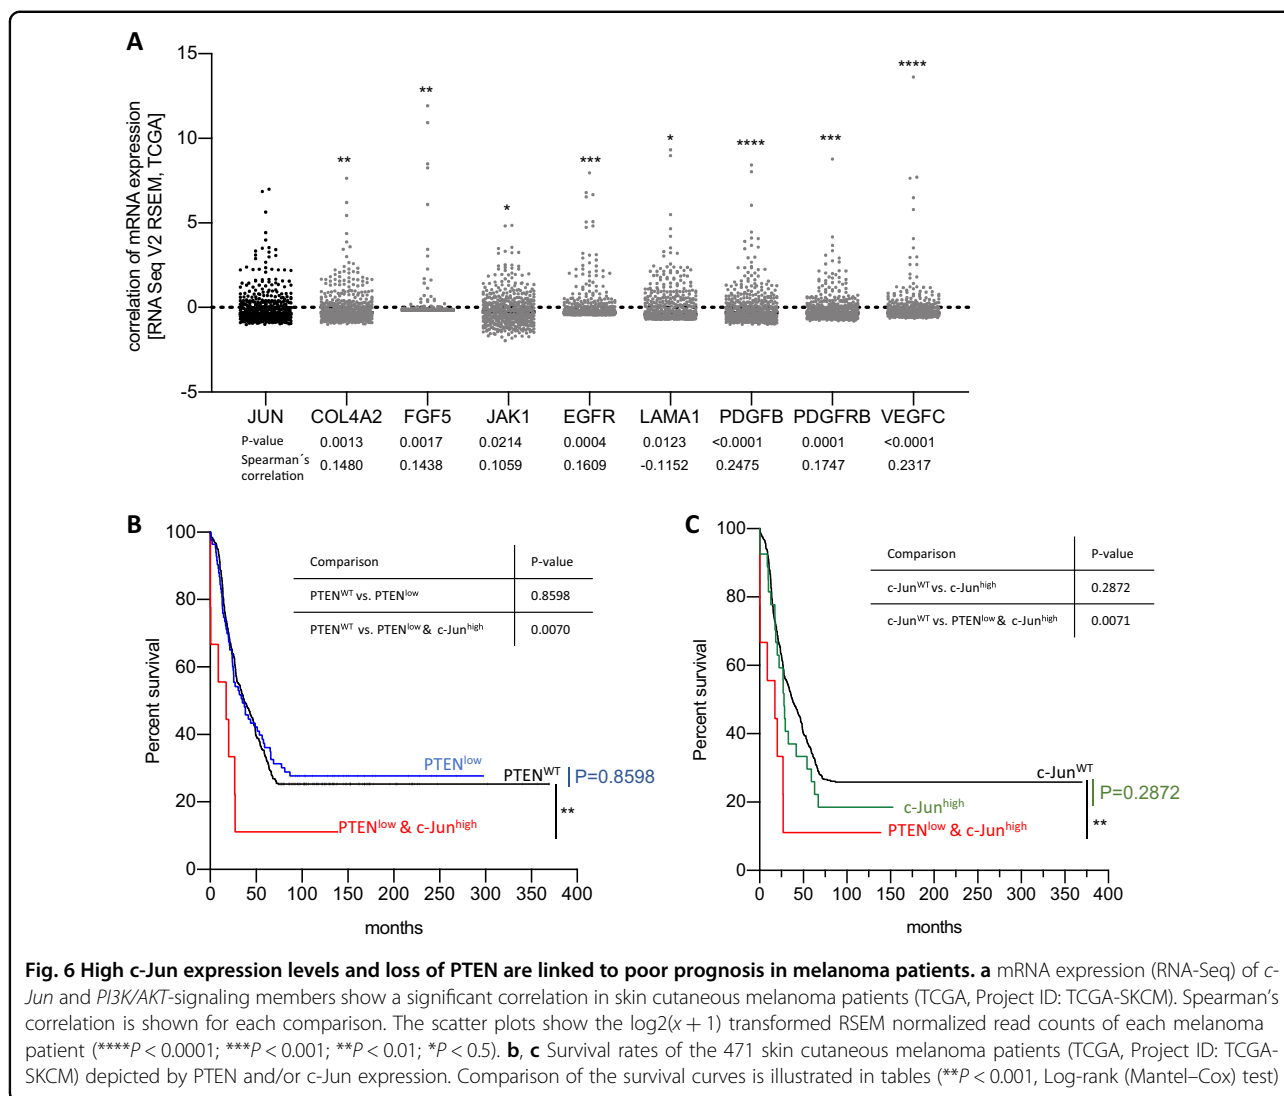 A
correlation of mRNA expression
[RNA Seq V2 RSEM, TCGA]
15
10
5
0
-5
**
**
*
***
*
****
***
****
JUN COL4A2 FGF5 JAK1 EGFR LAMA1 PDGFB PDGFRB VEGFC
P-value 0.0013 0.0017 0.0214 0.0004 0.0123 <0.0001 0.0001 <0.0001
Spearman´s
correlation 0.1480 0.1438 0.1059 0.1609 -0.1152 0.2475 0.1747 0.2317
B
Percent survival
100
80
60
40
20
0
Comparison P-value
PTENWT vs. PTENlow 0.8598
PTENWT vs. PTENlow & c-Junhigh 0.0070
PTENlow
PTENWT
P=0.8598
**
PTENlow & c-Junhigh
0 50 100 150 200 250 300 350 400
months
C
Percent survival
100
80
60
40
20
0
Comparison P-value
c-JunWT vs. c-Junhigh 0.2872
c-JunWT vs. PTENlow & c-Junhigh 0.0071
c-JunWT
P=0.2872
c-Junhigh
**
PTENlow & c-Junhigh
0 50 100 150 200 250 300 350 400
months
Fig. 6 High c-Jun expression levels and loss of PTEN are linked to poor prognosis in melanoma patients. a mRNA expression (RNA-Seq) of c-
Jun and PI3K/AKT-signaling members show a significant correlation in skin cutaneous melanoma patients (TCGA, Project ID: TCGA-SKCM). Spearman's
correlation is shown for each comparison. The scatter plots show the log2(x + 1) transformed RSEM normalized read counts of each melanoma
patient (****P < 0.0001; ***P < 0.001; **P < 0.01; *P < 0.5). b, c Survival rates of the 471 skin cutaneous melanoma patients (TCGA, Project ID: TCGA-
SKCM) depicted by PTEN and/or c-Jun expression. Comparison of the survival curves is illustrated in tables (**P < 0.001, Log-rank (Mantel–Cox) test)